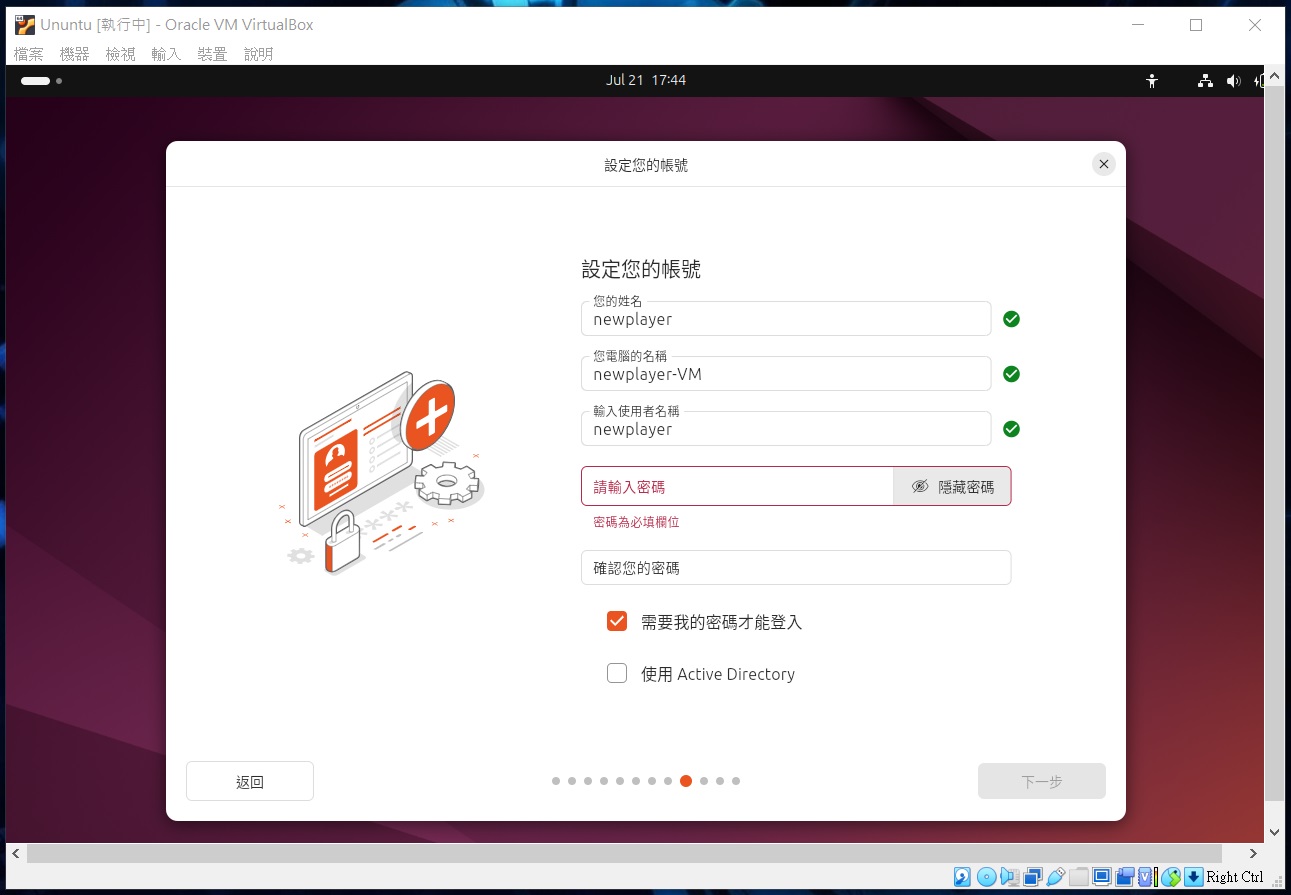 Ununtu [執行中] - Oracle VM VirtualBox
檔案 機器 檢視 輸入 裝置 說明
Jul 21 17:44
設定您的帳號
設定您的帳號
您的姓名
newplayer
您電腦的名稱
newplayer-VM
輸入使用者名稱
newplayer
請輸入密碼 隱藏密碼
密碼為必填欄位
確認您的密碼
需要我的密碼才能登入
使用 Active Directory
返回 下一步
Right Ctrl